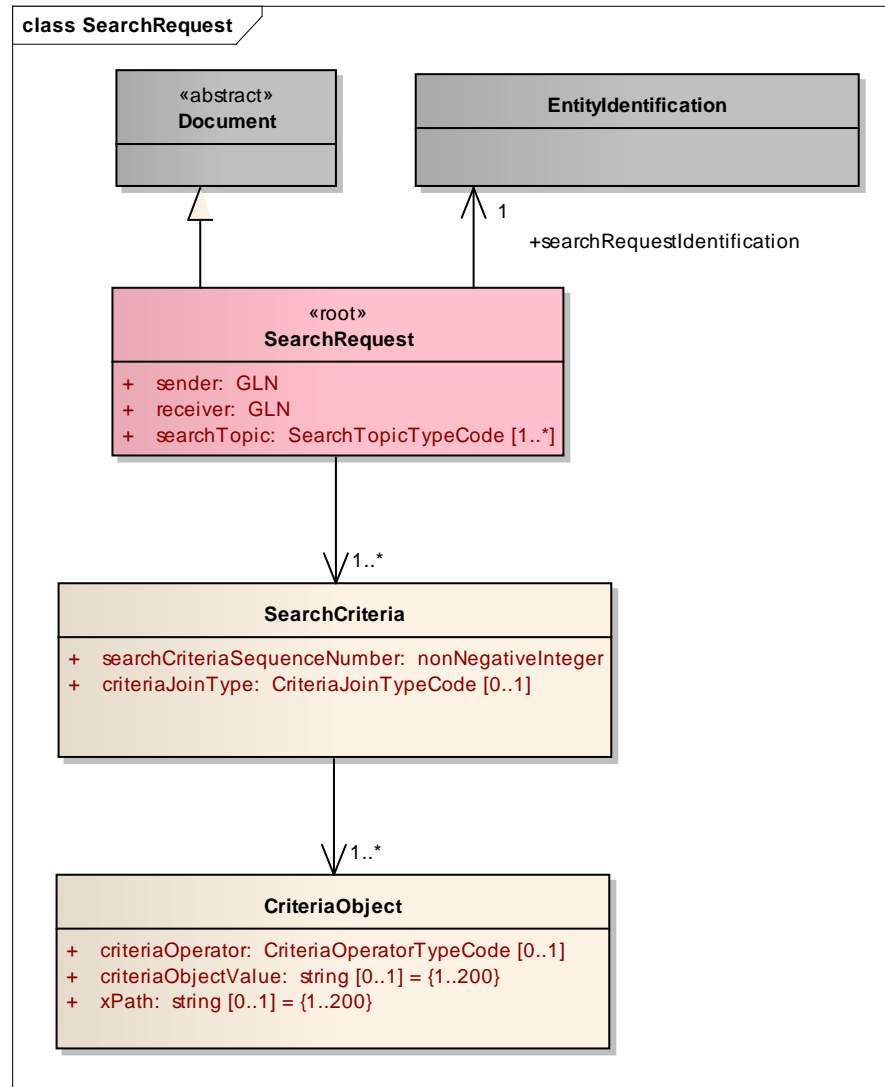 class SearchRequest
«abstract»
Document
EntityIdentification
1
+searchRequestIdentification
«root»
SearchRequest
+ sender: GLN
+ receiver: GLN
+ searchTopic: SearchTopicTypeCode [1..*]
1..*
SearchCriteria
+ searchCriteriaSequenceNumber: nonNegativeInteger
+ criteriaJoinType: CriteriaJoinTypeCode [0..1]
1..*
CriteriaObject
+ criteriaOperator: CriteriaOperatorTypeCode [0..1]
+ criteriaObjectValue: string [0..1] = {1..200}
+ xPath: string [0..1] = {1..200}